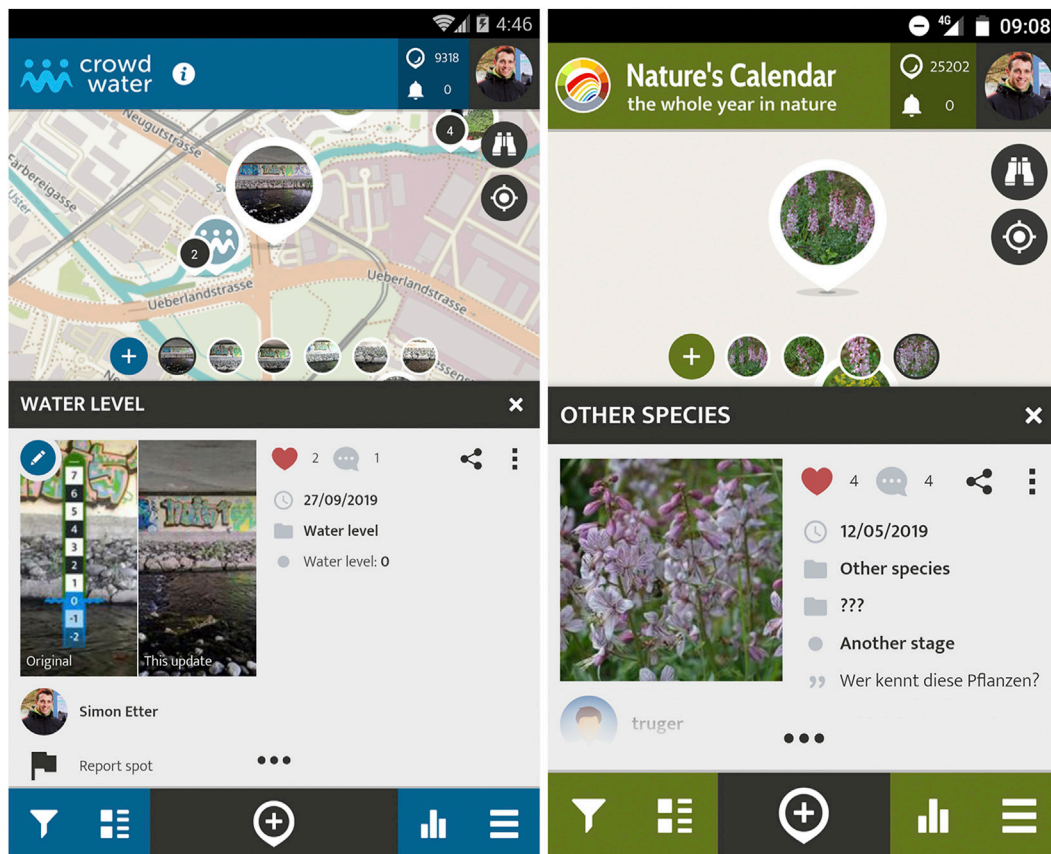 4:46
crowd
water
i
9318
0
Neugutstrasse
4
Färbereigasse
2
Ueberlandstrasse
Ueberlandstrasse
WATER LEVEL
7
6
5
4
3
2
1
0
-1
-2
Original
This update
2
1
27/09/2019
Water level
Water level: 0
Simon Etter
Report spot
4G
09:08
Nature's Calendar
the whole year in nature
25202
0
OTHER SPECIES
4
4
12/05/2019
Other species
???
Another stage
Wer kennt diese Pflanzen?
truger